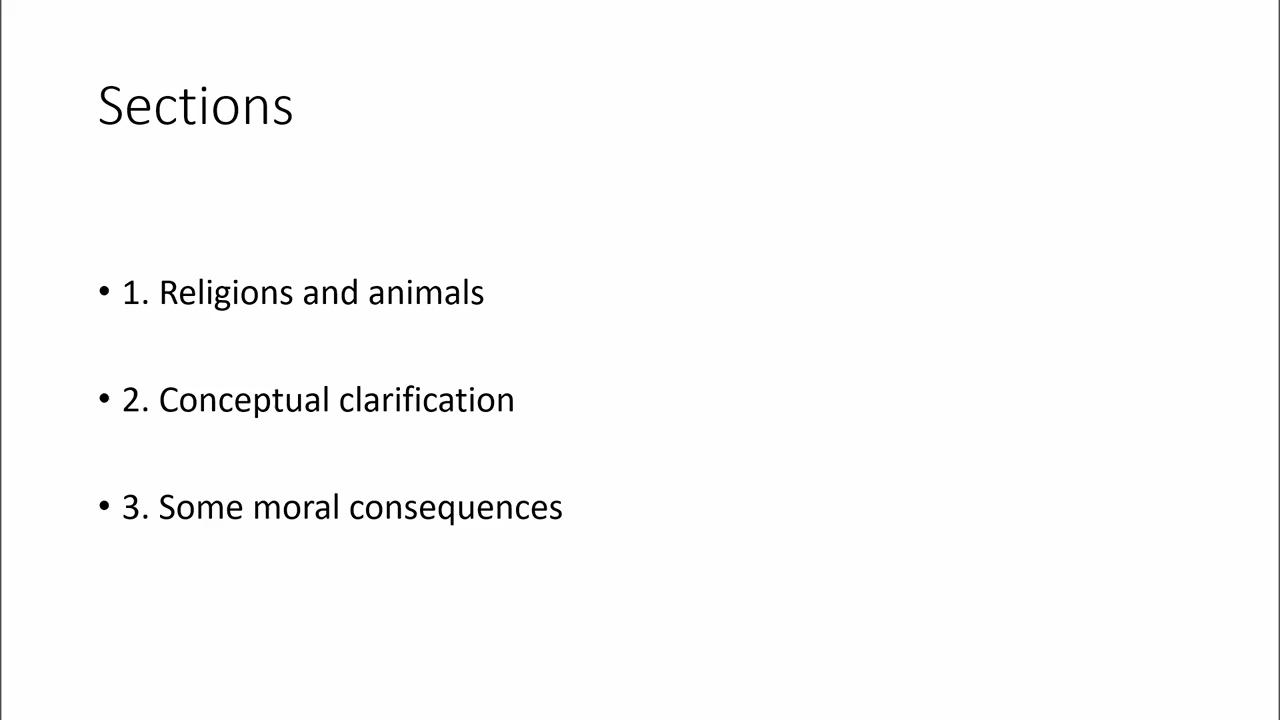 Sections
• 1. Religions and animals
• 2. Conceptual clarification
• 3. Some moral consequences